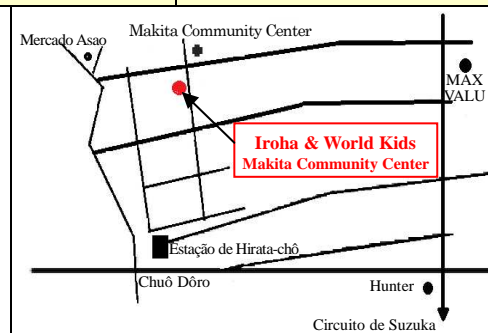 Makita Community Center
Mercado Asao
MAX
VALU
Iroha & World Kids
Makita Community Center
Estação de Hirata-chô
Chuô Dôro
Hunter
Circuito de Suzuka